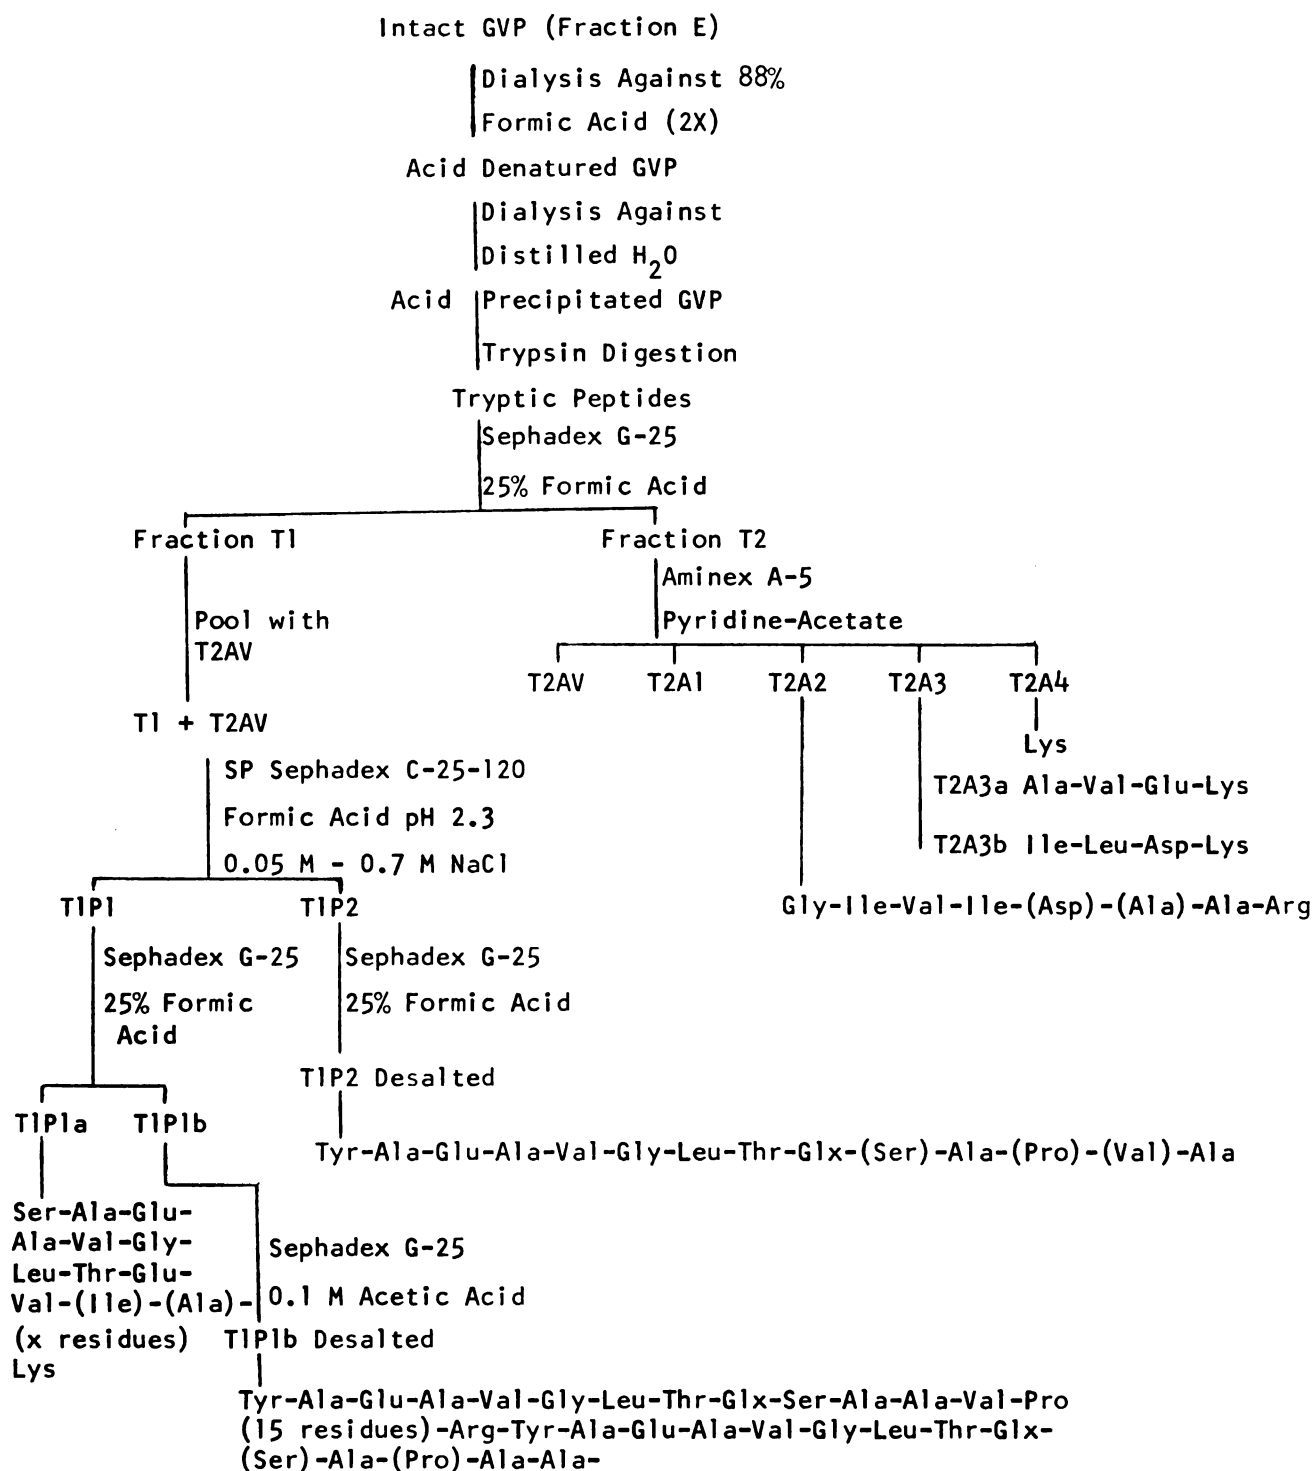 Intact GVP (Fraction E)
Dialysis Against 88%
Formic Acid (2X)
Acid Denatured GVP
Dialysis Against
Distilled H2O
Acid Precipitated GVP
Trypsin Digestion
Tryptic Peptides
Sephadex G-25
25% Formic Acid
Fraction T1
Fraction T2
Aminex A-5
Pyridine-Acetate
Pool with
T2AV
T2AV
T2A1
T2A2
T2A3
T2A4
T1 + T2AV
Lys
SP Sephadex C-25-120
Formic Acid pH 2.3
0.05 M - 0.7 M NaCl
T2A3a Ala-Val-Glu-Lys
T2A3b Ile-Leu-Asp-Lys
Gly-Ile-Val-Ile-(Asp)-(Ala)-Ala-Arg
T1P1
T1P2
Sephadex G-25
25% Formic
Acid
Sephadex G-25
25% Formic Acid
T1P2 Desalted
T1P1a
T1P1b
Tyr-Ala-Glu-Ala-Val-Gly-Leu-Thr-Glx-(Ser)-Ala-(Pro)-(Val)-Ala
Ser-Ala-Glu-
Ala-Val-Gly-
Leu-Thr-Glu-
Val-(Ile)-(Ala)-
(x residues)
Lys
Sephadex G-25
0.1 M Acetic Acid
T1P1b Desalted
Tyr-Ala-Glu-Ala-Val-Gly-Leu-Thr-Glx-Ser-Ala-Ala-Val-Pro
(15 residues)-Arg-Tyr-Ala-Glu-Ala-Val-Gly-Leu-Thr-Glx-
(Ser)-Ala-(Pro)-Ala-Ala-